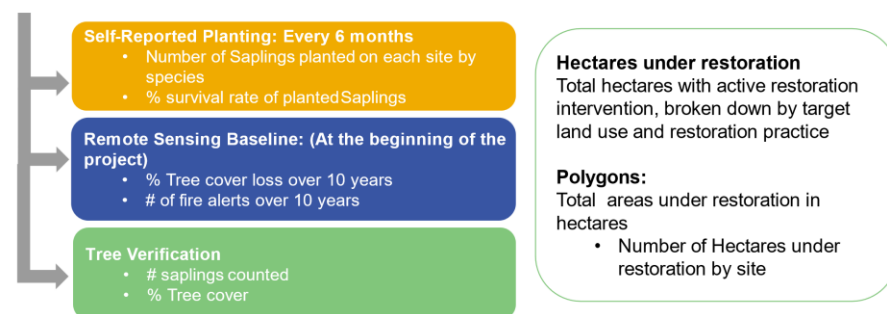 Self-Reported Planting: Every 6 months
• Number of Saplings planted on each site by
species
• % survival rate of planted Saplings
Remote Sensing Baseline: (At the beginning of the
project)
• % Tree cover loss over 10 years
• # of fire alerts over 10 years
Tree Verification
• # saplings counted
• % Tree cover
Hectares under restoration
Total hectares with active restoration
intervention, broken down by target
land use and restoration practice
Polygons:
Total areas under restoration in
hectares
• Number of Hectares under
restoration by site